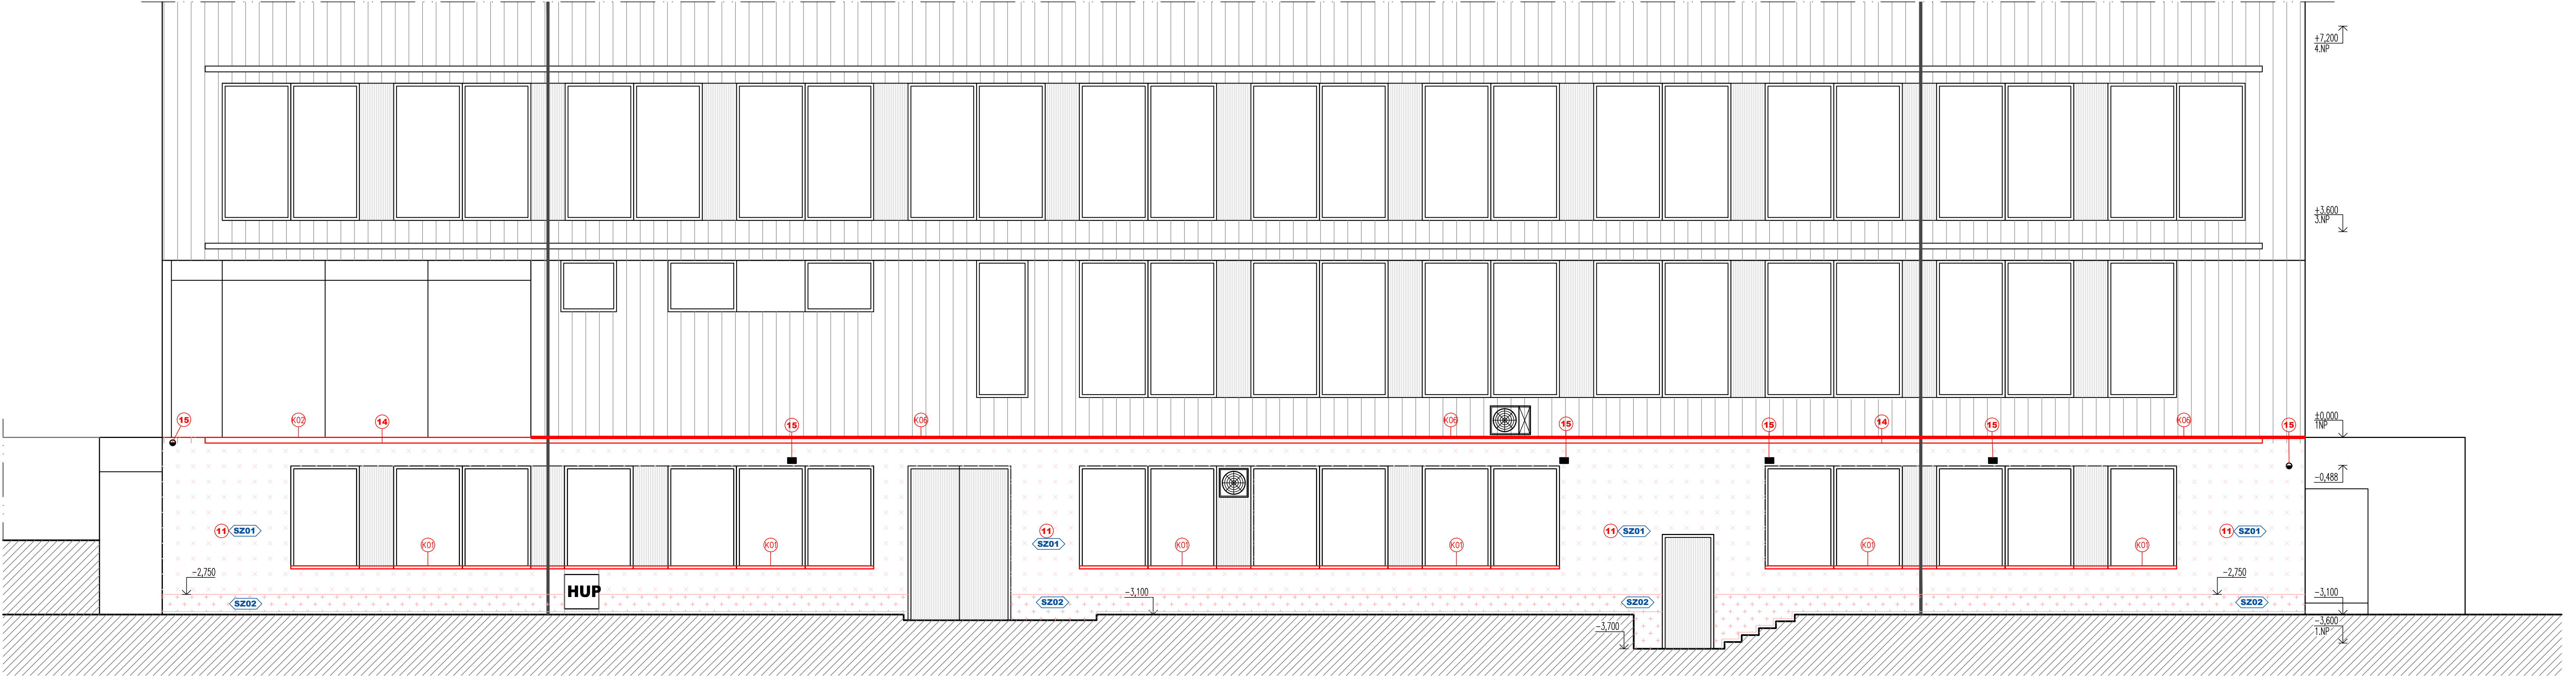 +7,200
4.NP
+3,600
3.NP
15
K02
14
15
K06
K06
15
15
14
15
K06
15
+0,000
1NP
-0,488
11 SZ01
K01
K01
11
SZ01
K01
K01
11 SZ01
K01
K01
11 SZ01
-2,750
HUP
-2,750
SZ02
SZ02
-3,100
SZ02
SZ02
-3,100
-3,700
-3,600
1.NP